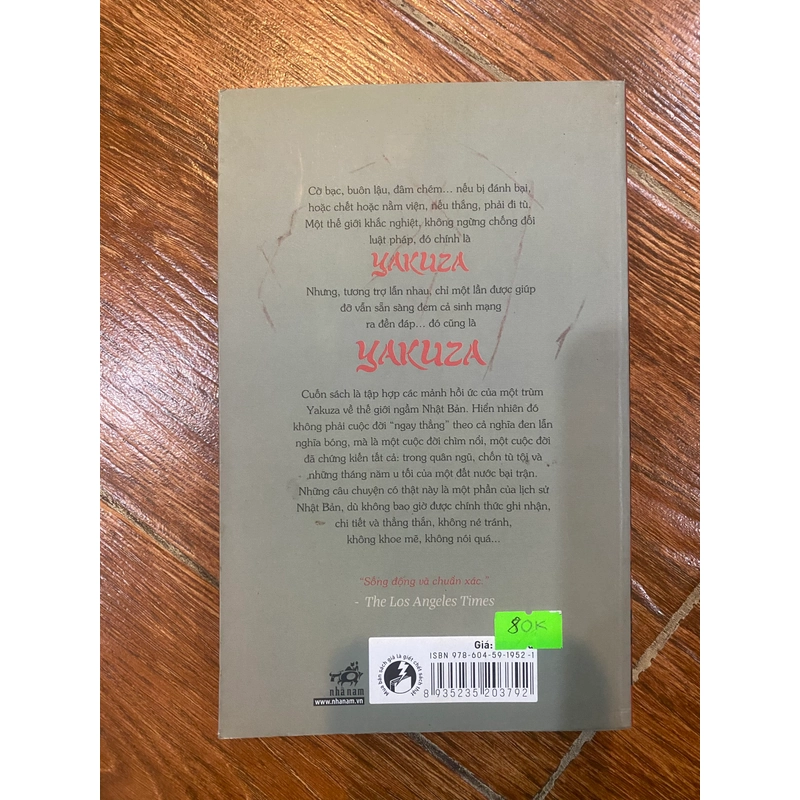 Cờ bạc, buôn lậu, đâm chém... nếu bị đánh bại,
hoặc chết hoặc nằm viện, nếu thắng, phải đi tù.
Một thế giới khắc nghiệt, không ngừng chống đối
luật pháp, đó chính là
YAKUZA
Nhưng, tương trợ lẫn nhau, chỉ một lần được giúp
đỡ vẫn sẵn sàng đem cả sinh mạng
ra đền đáp... đó cũng là
YAKUZA
Cuốn sách là tập hợp các mảnh hồi ức của một trùm
Yakuza về thế giới ngầm Nhật Bản. Hiển nhiên đó
không phải cuộc đời “ngay thẳng” theo cả nghĩa đen lẫn
nghĩa bóng, mà là một cuộc đời chìm nổi, một cuộc đời
đã chứng kiến tất cả: trong quân ngũ, chốn tù tội và
những tháng năm u tối của một đất nước bại trận.
Những câu chuyện có thật này là một phần của lịch sử
Nhật Bản, dù không bao giờ được chính thức ghi nhận,
chi tiết và thẳng thắn, không né tránh,
không khoe mẽ, không nói quá...
“Sống động và chuẩn xác.”
- The Los Angeles Times
80K
Giá:
ISBN 978-604-59-1952-1
8 935235 203792
Mua bán sách giả là giết chết sách thật
nhã nam
www.nhanam.vn